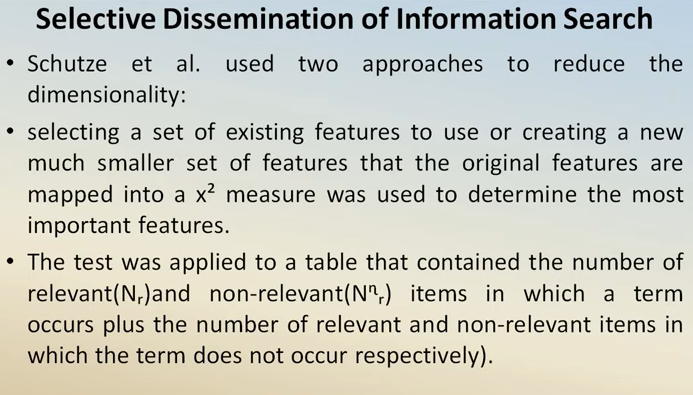 Selective Dissemination of Information Search
• Schutze et al. used two approaches to reduce the
dimensionality:
• selecting a set of existing features to use or creating a new
much smaller set of features that the original features are
mapped into a x² measure was used to determine the most
important features.
• The test was applied to a table that contained the number of
relevant(Nᵣ)and non-relevant(Nⁿᵣ) items in which a term
occurs plus the number of relevant and non-relevant items in
which the term does not occur respectively).